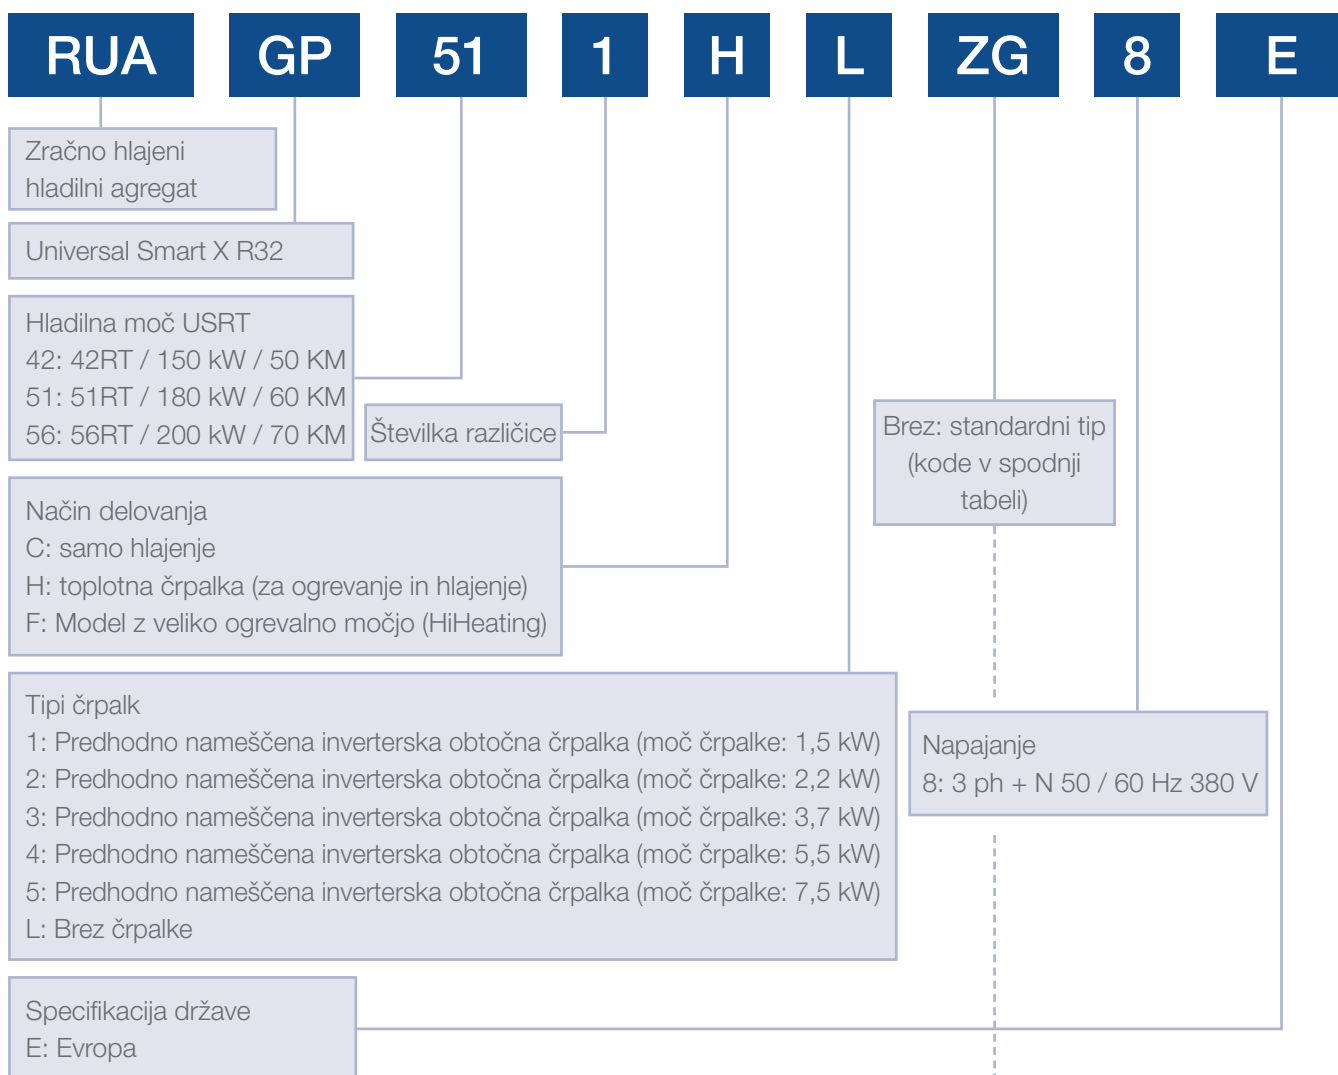 RUA GP 51 1 H L ZG 8 E
Zračno hlajeni
hladilni agregat
Universal Smart X R32
Hladilna moč USRT
42: 42RT / 150 kW / 50 KM
51: 51RT / 180 kW / 60 KM
56: 56RT / 200 kW / 70 KM
Številka različice
Brez: standardni tip
(kode v spodnji
tabeli)
Način delovanja
C: samo hlajenje
H: toplotna črpalka (za ogrevanje in hlajenje)
F: Model z veliko ogrevalno močjo (HiHeating)
Tipi črpalk
1: Predhodno nameščena inverterska obtočna črpalka (moč črpalke: 1,5 kW)
2: Predhodno nameščena inverterska obtočna črpalka (moč črpalke: 2,2 kW)
3: Predhodno nameščena inverterska obtočna črpalka (moč črpalke: 3,7 kW)
4: Predhodno nameščena inverterska obtočna črpalka (moč črpalke: 5,5 kW)
5: Predhodno nameščena inverterska obtočna črpalka (moč črpalke: 7,5 kW)
L: Brez črpalke
Napajanje
8: 3 ph + N 50 / 60 Hz 380 V
Specifikacija države
E: Evropa